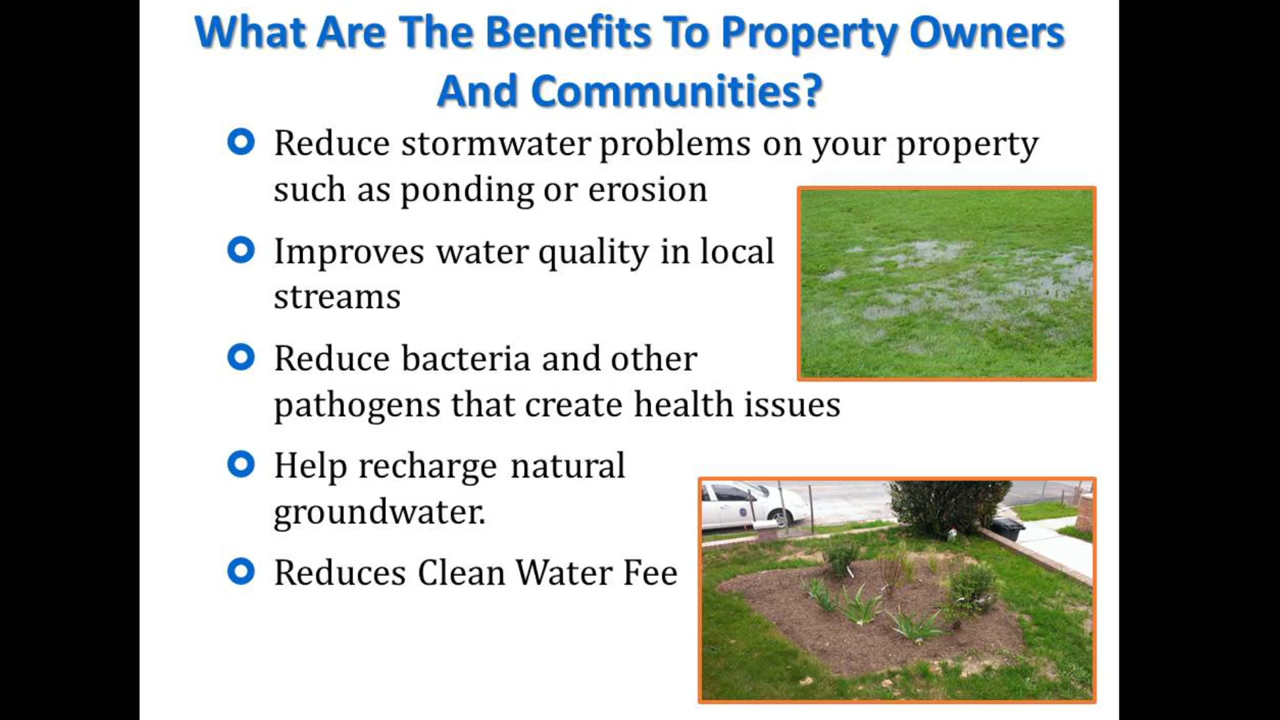 What Are The Benefits To Property Owners
And Communities?
Reduce stormwater problems on your property
such as ponding or erosion
Improves water quality in local
streams
Reduce bacteria and other
pathogens that create health issues
Help recharge natural
groundwater.
Reduces Clean Water Fee